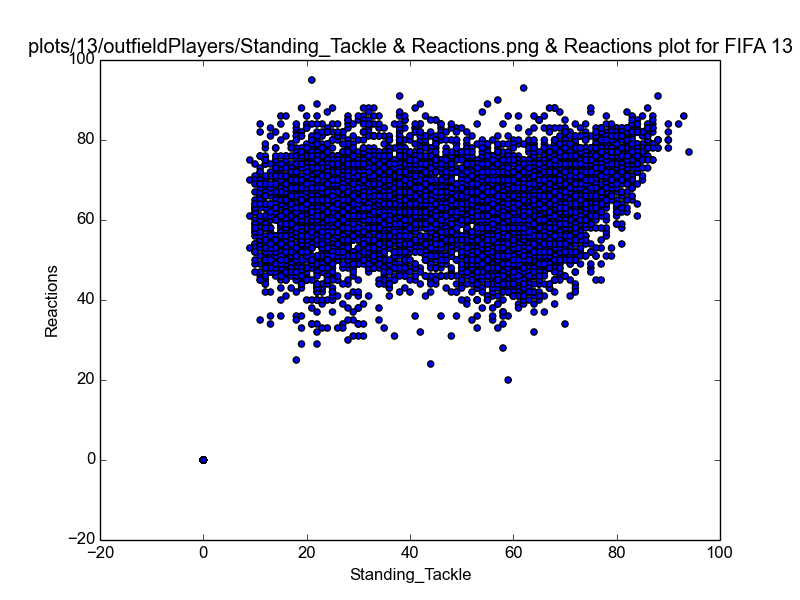 plots/13/outfieldPlayers/Standing_Tackle & Reactions.png & Reactions plot for FIFA 13
100
80
60
40
20
0
−20
−20 0 20 40 60 80 100
Reactions
Standing_Tackle